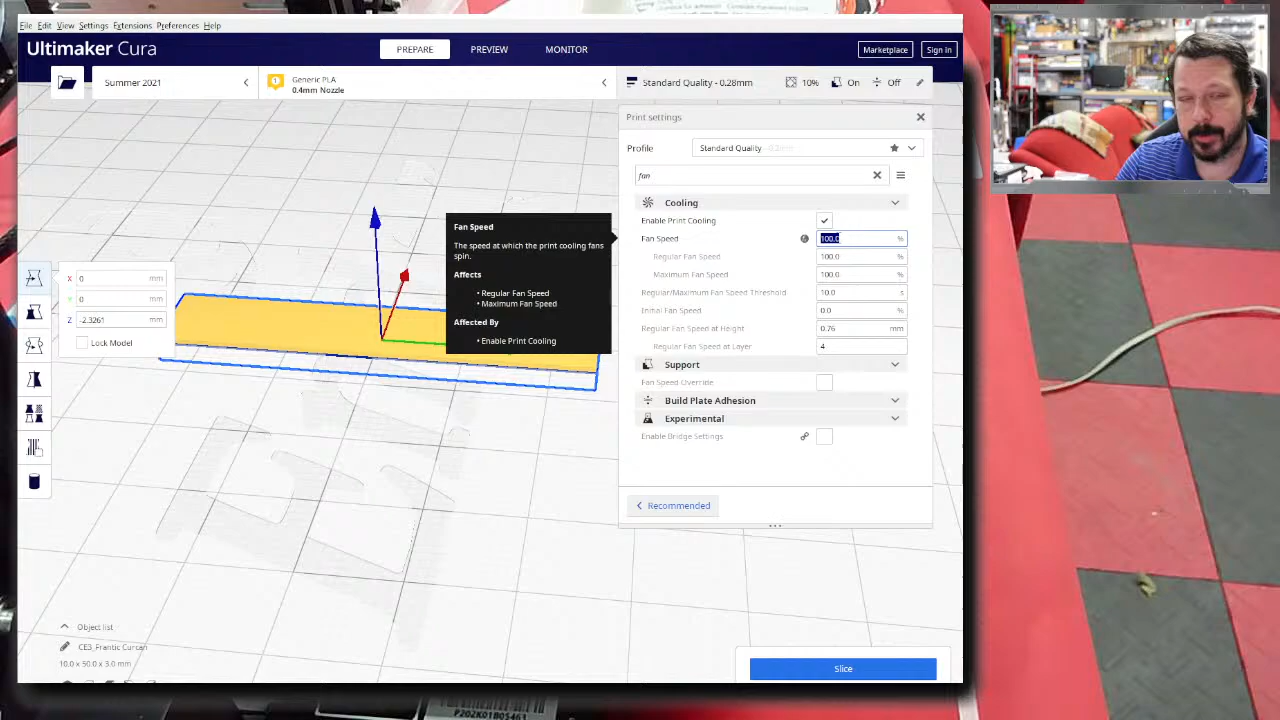 File Edit View Settings Extensions Preferences Help
Ultimaker Cura
PREPARE
PREVIEW
MONITOR
Marketplace
Sign in
Summer 2021
Generic PLA
0.4mm Nozzle
Standard Quality - 0.28mm
10%
On
Off
Print settings
Profile
Standard Quality - 0.28mm
fan
Cooling
Enable Print Cooling
Fan Speed
100.0
%
Regular Fan Speed
100.0
%
Maximum Fan Speed
100.0
%
Regular/Maximum Fan Speed Threshold
10.0
s
Initial Fan Speed
0.0
%
Regular Fan Speed at Height
0.76
mm
Regular Fan Speed at Layer
4
Support
Fan Speed Override
Build Plate Adhesion
Experimental
Enable Bridge Settings
Recommended
Fan Speed
The speed at which the print cooling fans
spin.
Affects
• Regular Fan Speed
• Maximum Fan Speed
Affected By
• Enable Print Cooling
X
0
mm
Y
0
mm
Z
-2.3261
mm
Lock Model
Object list
CE3_Frantic Curcan
10.0 x 50.0 x 3.0 mm
Slice
P202K01B05463